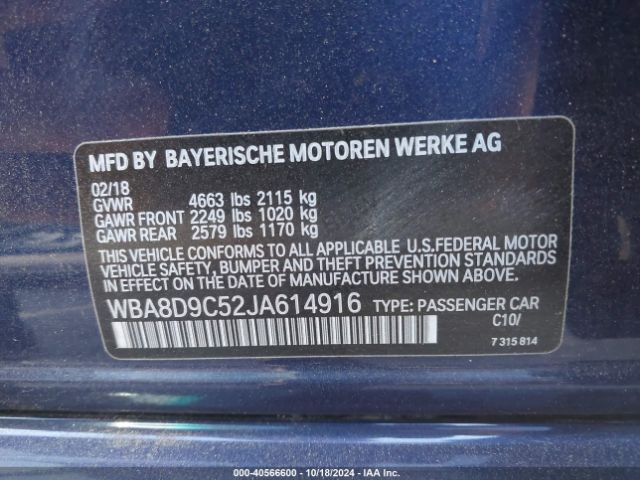 MFD BY BAYERISCHE MOTOREN WERKE AG
02/18
GVWR 4663 lbs 2115 kg
GAWR FRONT 2249 lbs 1020 kg
GAWR REAR 2579 lbs 1170 kg
THIS VEHICLE CONFORMS TO ALL APPLICABLE U.S.FEDERAL MOTOR
VEHICLE SAFETY, BUMPER AND THEFT PREVENTION STANDARDS
IN EFFECT ON THE DATE OF MANUFACTURE SHOWN ABOVE.
WBA8D9C52JA614916 TYPE: PASSENGER CAR
C10/
7 315 814
000-40566600 - 10/18/2024 - IAA Inc.